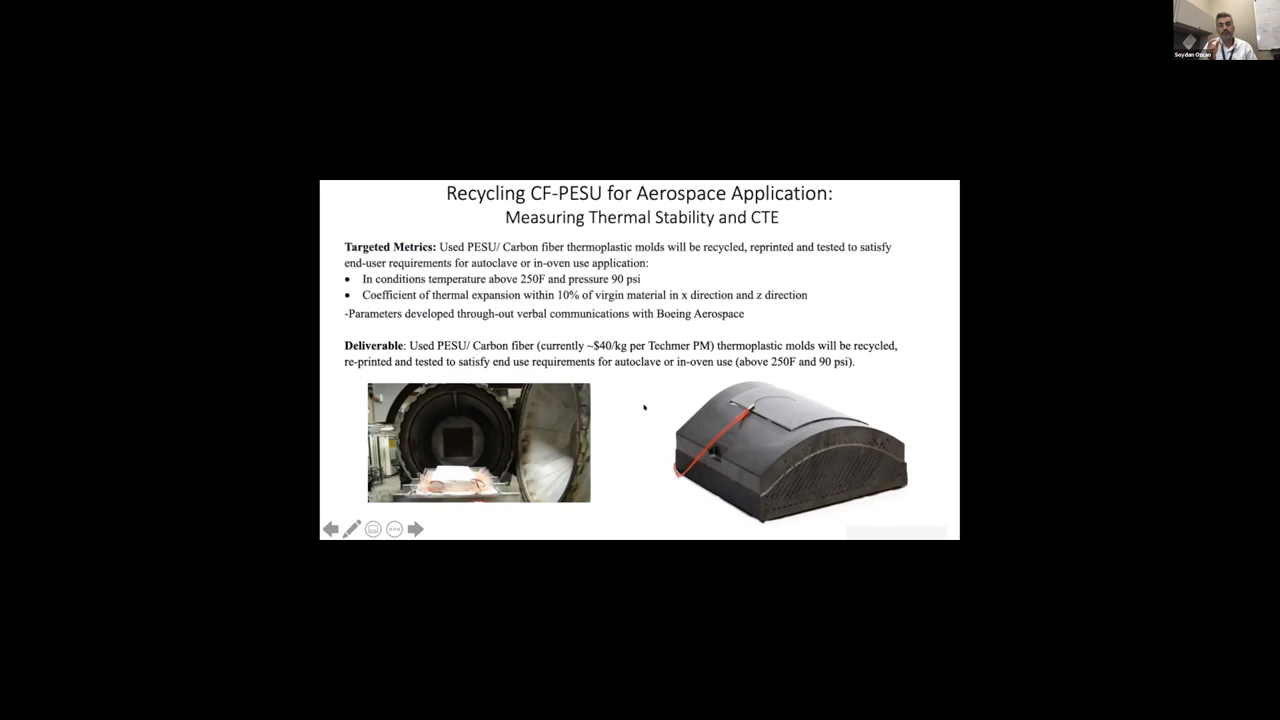 Soydan Ozcan
Recycling CF-PESU for Aerospace Application:
Measuring Thermal Stability and CTE
Targeted Metrics: Used PESU/ Carbon fiber thermoplastic molds will be recycled, reprinted and tested to satisfy
end-user requirements for autoclave or in-oven use application:
• In conditions temperature above 250F and pressure 90 psi
• Coefficient of thermal expansion within 10% of virgin material in x direction and z direction
-Parameters developed through-out verbal communications with Boeing Aerospace
Deliverable: Used PESU/ Carbon fiber (currently ~$40/kg per Techmer PM) thermoplastic molds will be recycled,
re-printed and tested to satisfy end use requirements for autoclave or in-oven use (above 250F and 90 psi).